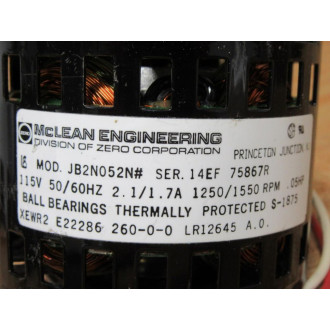 McLEAN ENGINEERING
DIVISION OF ZERO CORPORATION
PRINCETON JUNCTION,
MOD. JB2N052N# SER. 14EF 75867R
115V 50/60HZ 2.1/1.7A 1250/1550 RPM .05HP
BALL BEARINGS THERMALLY PROTECTED S-1875
XEWR2 E22286 260-0-0 LR12645 A.O.